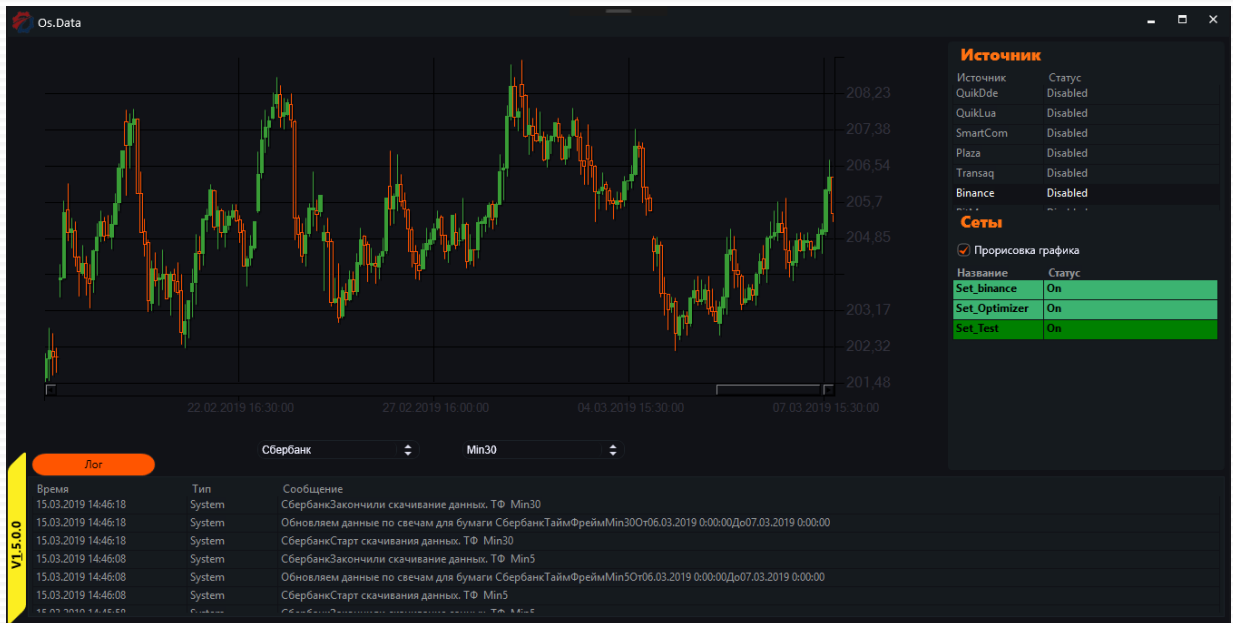 Os.Data
208,23
207,38
206,54
205,7
204,85
203,17
202,32
201,48
22.02.2019 16:30:00 27.02.2019 16:00:00 04.03.2019 15:30:00 07.03.2019 15:30:00
Сбербанк Min30
Источник
Источник Статус
QuikDde Disabled
QuikLua Disabled
SmartCom Disabled
Plaza Disabled
Transaq Disabled
Binance Disabled
Сеты
Прорисовка графика
Название Статус
Set_binance On
Set_Optimizer On
Set_Test On
Лог
Время Тип Сообщение
15.03.2019 14:46:18 System СбербанкЗакончили скачивание данных. ТФ Min30
15.03.2019 14:46:18 System Обновляем данные по свечам для бумаги СбербанкТаймФреймMin30От06.03.2019 0:00:00До07.03.2019 0:00:00
15.03.2019 14:46:18 System СбербанкСтарт скачивания данных. ТФ Min30
15.03.2019 14:46:08 System СбербанкЗакончили скачивание данных. ТФ Min5
15.03.2019 14:46:08 System Обновляем данные по свечам для бумаги СбербанкТаймФреймMin5От06.03.2019 0:00:00До07.03.2019 0:00:00
15.03.2019 14:46:08 System СбербанкСтарт скачивания данных. ТФ Min5
V1.5.0.0